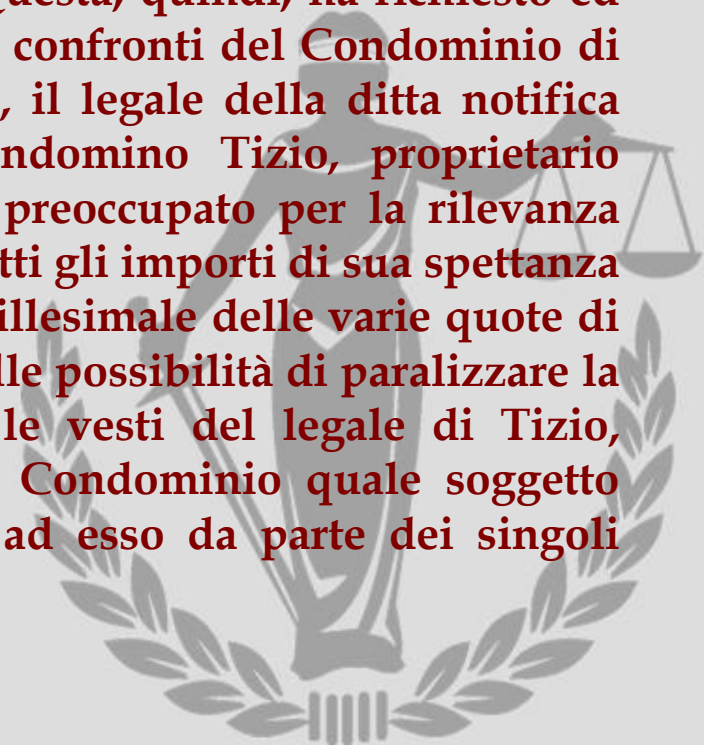 questa, quindi, ha richiesto ed
confronti del Condominio di
, il legale della ditta notifica
ndomino Tizio, proprietario
preoccupato per la rilevanza
tti gli importi di sua spettanza
illesimale delle varie quote di
lle possibilità di paralizzare la
le vesti del legale di Tizio,
Condominio quale soggetto
ad esso da parte dei singoli